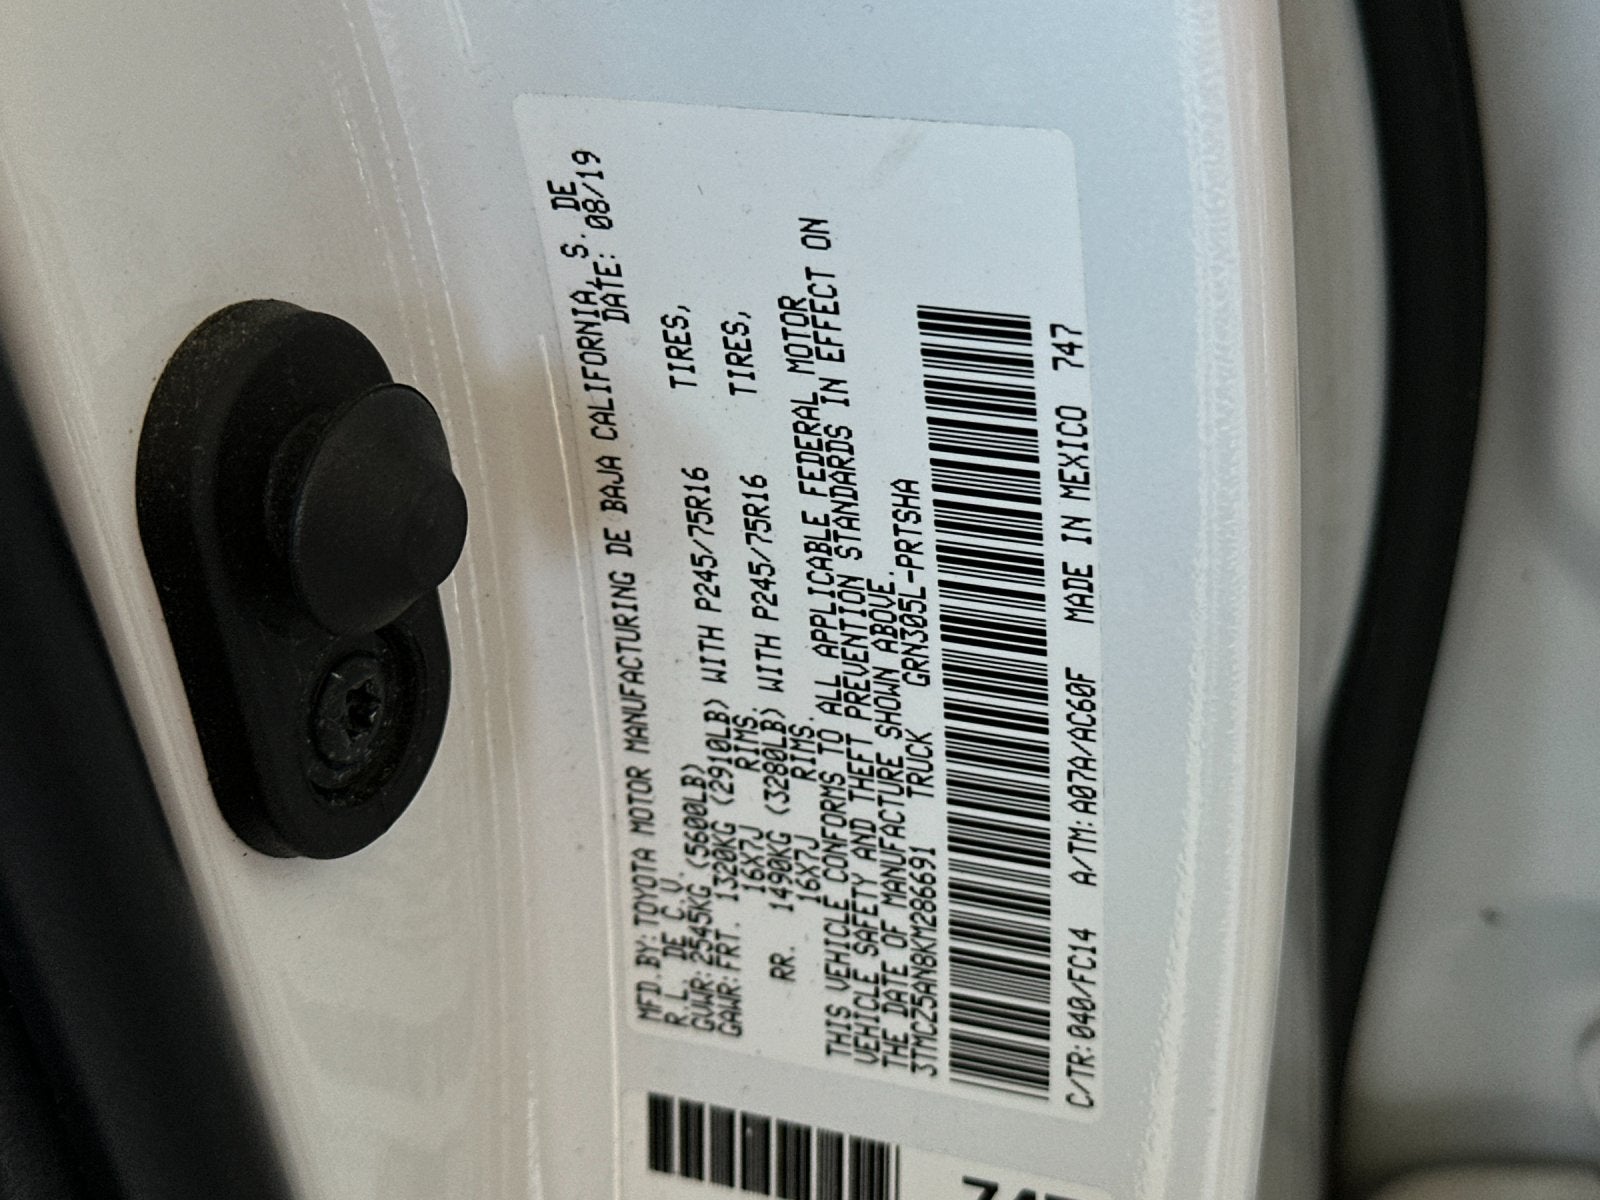 MFD.BY:TOYOTA MOTOR MANUFACTURING DE BAJA CALIFORNIA, S. DE
R.L. DE C.V. DATE: 08/19
GVWR:2545KG (5600LB)
GAWR:FRT. 1320KG (2910LB) WITH P245/75R16 TIRES,
16X7J RIMS.
RR. 1490KG (3280LB) WITH P245/75R16 TIRES,
16X7J RIMS.
THIS VEHICLE CONFORMS TO ALL APPLICABLE FEDERAL MOTOR
VEHICLE SAFETY AND THEFT PREVENTION STANDARDS IN EFFECT ON
THE DATE OF MANUFACTURE SHOWN ABOVE.
3TMCZ5AN8KM286691 TRUCK GRN305L-PRTSHA
C/TR:040/FC14 A/TM:A07A/AC60F MADE IN MEXICO 747